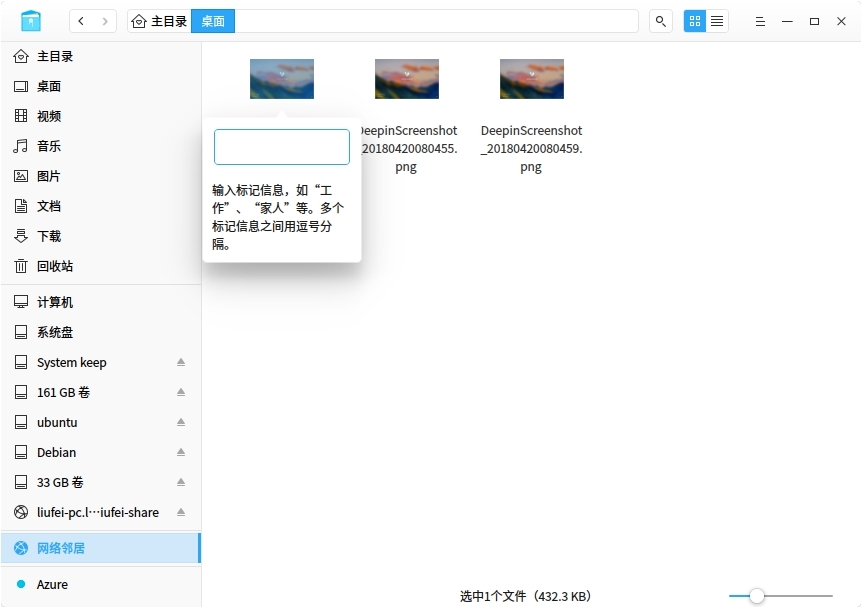 主目录
桌面
主目录
桌面
视频
音乐
图片
文档
下载
回收站
计算机
系统盘
System keep
161 GB 卷
ubuntu
Debian
33 GB 卷
liufei-pc.l···iufei-share
网络邻居
Azure
输入标记信息，如“工
作”、“家人”等。多个
标记信息之间用逗号分
隔。
DeepinScreenshot
_20180420080455.
png
DeepinScreenshot
_20180420080459.
png
选中1个文件（432.3 KB）